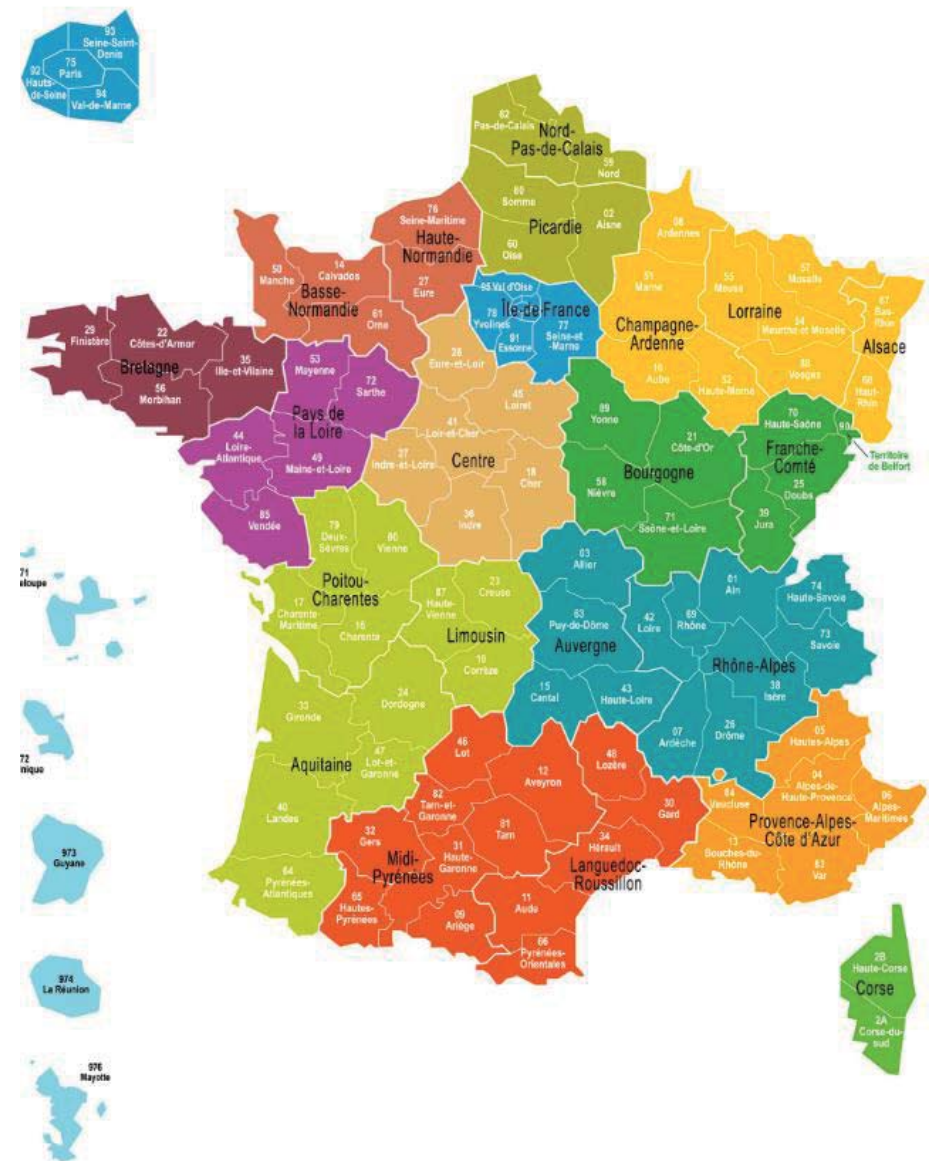 93
Seine-Saint-
Denis
75
Paris
92
Hauts-
de-Seine
94
Val-de-Marne
62
Pas-de-Calais
Nord-
Pas-de-Calais
59
Nord
80
Somme
Picardie
02
Aisne
60
Oise
76
Seine-Maritime
Haute-
Normandie
27
Eure
50
Manche
14
Calvados
Basse-
Normandie
61
Orne
08
Ardennes
51
Marne
Champagne-
Ardenne
10
Aube
52
Haute-Marne
55
Meuse
57
Moselle
Lorraine
54
Meurthe et Moselle
88
Vosges
67
Bas-
Rhin
Alsace
68
Haut-
Rhin
95 Val d'Oise
Île-de-France
78
Yvelines
91
Essonne
77
Seine-et
-Marne
29
Finistère
22
Côtes-d'Armor
Bretagne
35
Ille-et-Vilaine
56
Morbihan
53
Mayenne
72
Sarthe
Pays de
la Loire
44
Loire-
Atlantique
49
Maine-et-Loire
85
Vendée
28
Eure-et-Loir
45
Loiret
41
Loir-et-Cher
37
Indre-et-Loire
Centre
18
Cher
36
Indre
89
Yonne
21
Côte-d'Or
Bourgogne
58
Nièvre
71
Saône-et-Loire
70
Haute-Saône
90
Territoire
de Belfort
Franche-
Comté
25
Doubs
39
Jura
79
Deux-
Sèvres
86
Vienne
Poitou-
Charentes
17
Charente-
Maritime
16
Charente
87
Haute-
Vienne
23
Creuse
Limousin
19
Corrèze
03
Allier
63
Puy-de-Dôme
Auvergne
15
Cantal
43
Haute-Loire
42
Loire
69
Rhône
01
Ain
74
Haute-Savoie
73
Savoie
Rhône-Alpes
38
Isère
07
Ardèche
26
Drôme
33
Gironde
24
Dordogne
Aquitaine
47
Lot-et-
Garonne
40
Landes
64
Pyrénées-
Atlantiques
46
Lot
12
Aveyron
82
Tarn-et-
Garonne
81
Tarn
32
Gers
Midi-
Pyrénées
31
Haute-
Garonne
65
Hautes-
Pyrénées
09
Ariège
48
Lozère
30
Gard
34
Hérault
Languedoc-
Roussillon
11
Aude
66
Pyrénées-
Orientales
05
Hautes-Alpes
84
Vaucluse
04
Alpes-de-
Haute-Provence
06
Alpes-
Maritimes
Provence-Alpes-
Côte d'Azur
13
Bouches-du-
Rhône
83
Var
2B
Haute-Corse
Corse
2A
Corse-du-
sud
71
eloupe
72
inique
973
Guyane
974
La Réunion
976
Mayotte